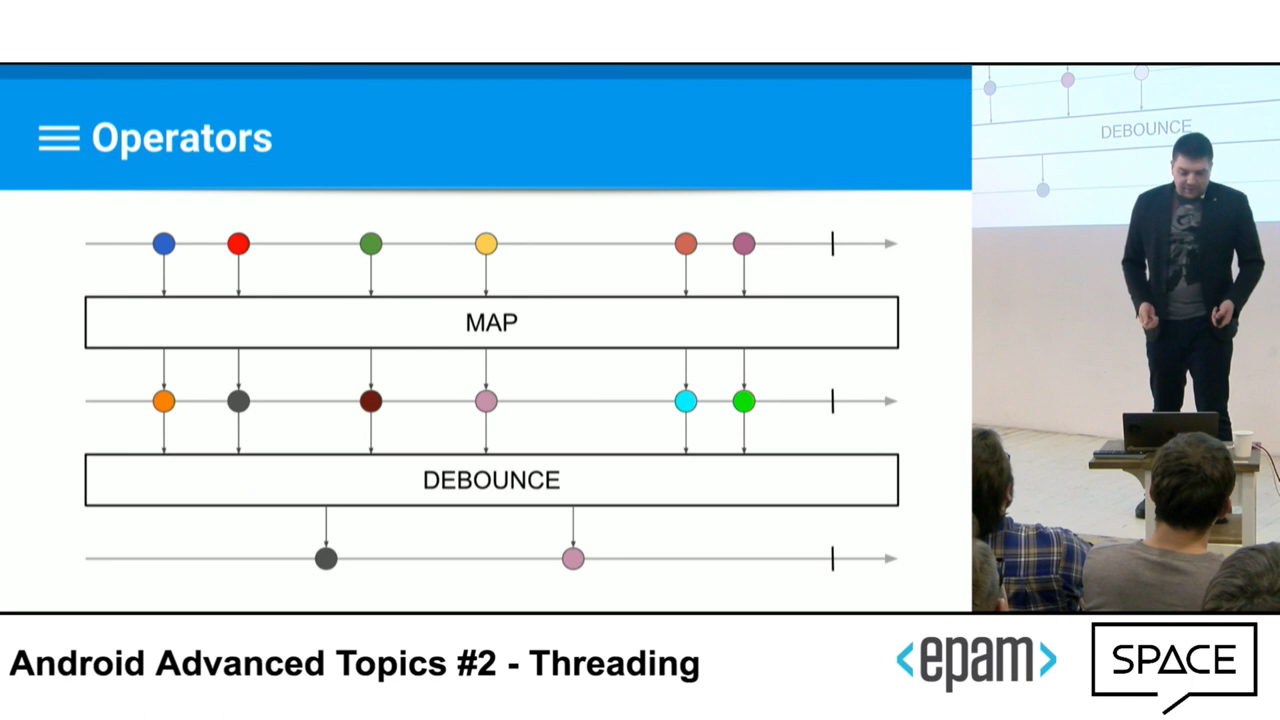 Operators
MAP
DEBOUNCE
DEBOUNCE
Android Advanced Topics #2 - Threading
<epam>
SPACE